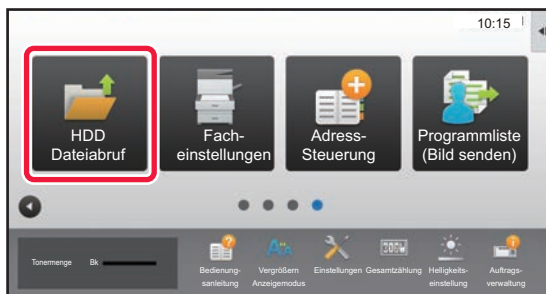 10:15
HDD
Dateiabruf
Fach-
einstellungen
Adress-
Steuerung
Programmliste
(Bild senden)
Tonermenge Bk
Bedienung-
sanleitung
Vergrößern
Anzeigemodus
Einstellungen
Gesamtzählung
Helligkeits-
einstellung
Auftrags-
verwaltung